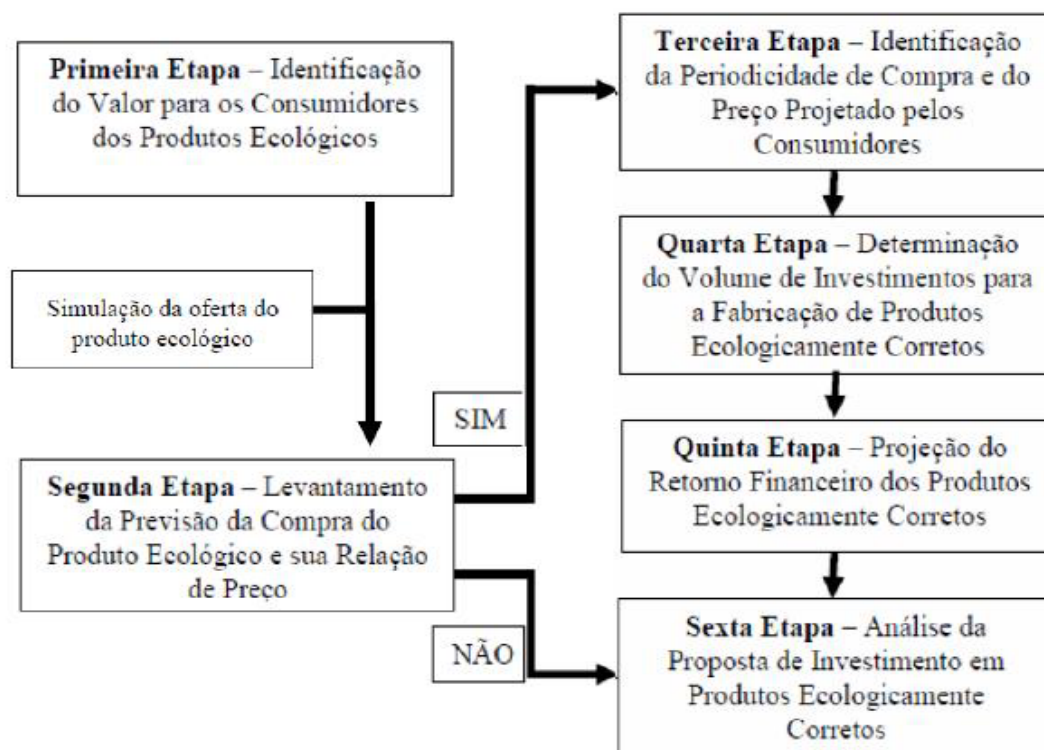 Primeira Etapa – Identificação
do Valor para os Consumidores
dos Produtos Ecológicos
Simulação da oferta do
produto ecológico
Segunda Etapa – Levantamento
da Previsão da Compra do
Produto Ecológico e sua Relação
de Preço
SIM
NÃO
Terceira Etapa – Identificação
da Periodicidade de Compra e do
Preço Projetado pelos
Consumidores
Quarta Etapa – Determinação
do Volume de Investimentos para
a Fabricação de Produtos
Ecologicamente Corretos
Quinta Etapa – Projeção do
Retorno Financeiro dos Produtos
Ecologicamente Corretos
Sexta Etapa – Análise da
Proposta de Investimento em
Produtos Ecologicamente
Corretos